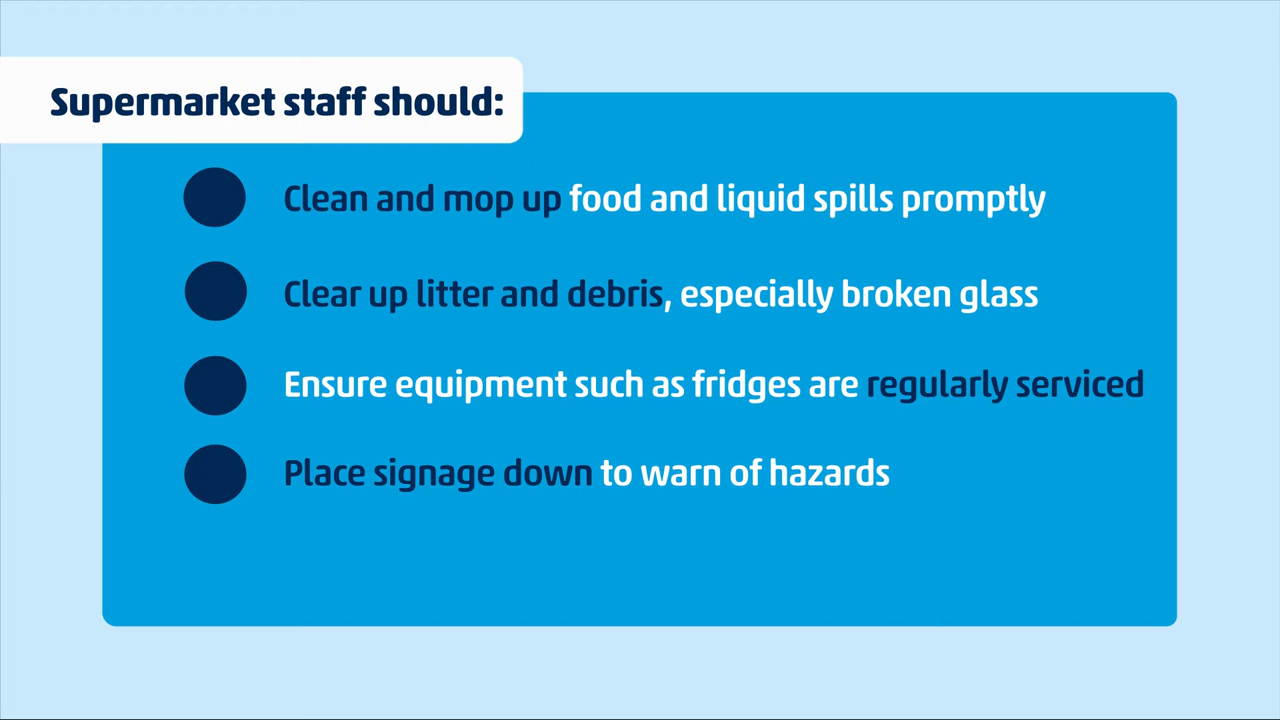 Supermarket staff should:
Clean and mop up food and liquid spills promptly
Clear up litter and debris, especially broken glass
Ensure equipment such as fridges are regularly serviced
Place signage down to warn of hazards